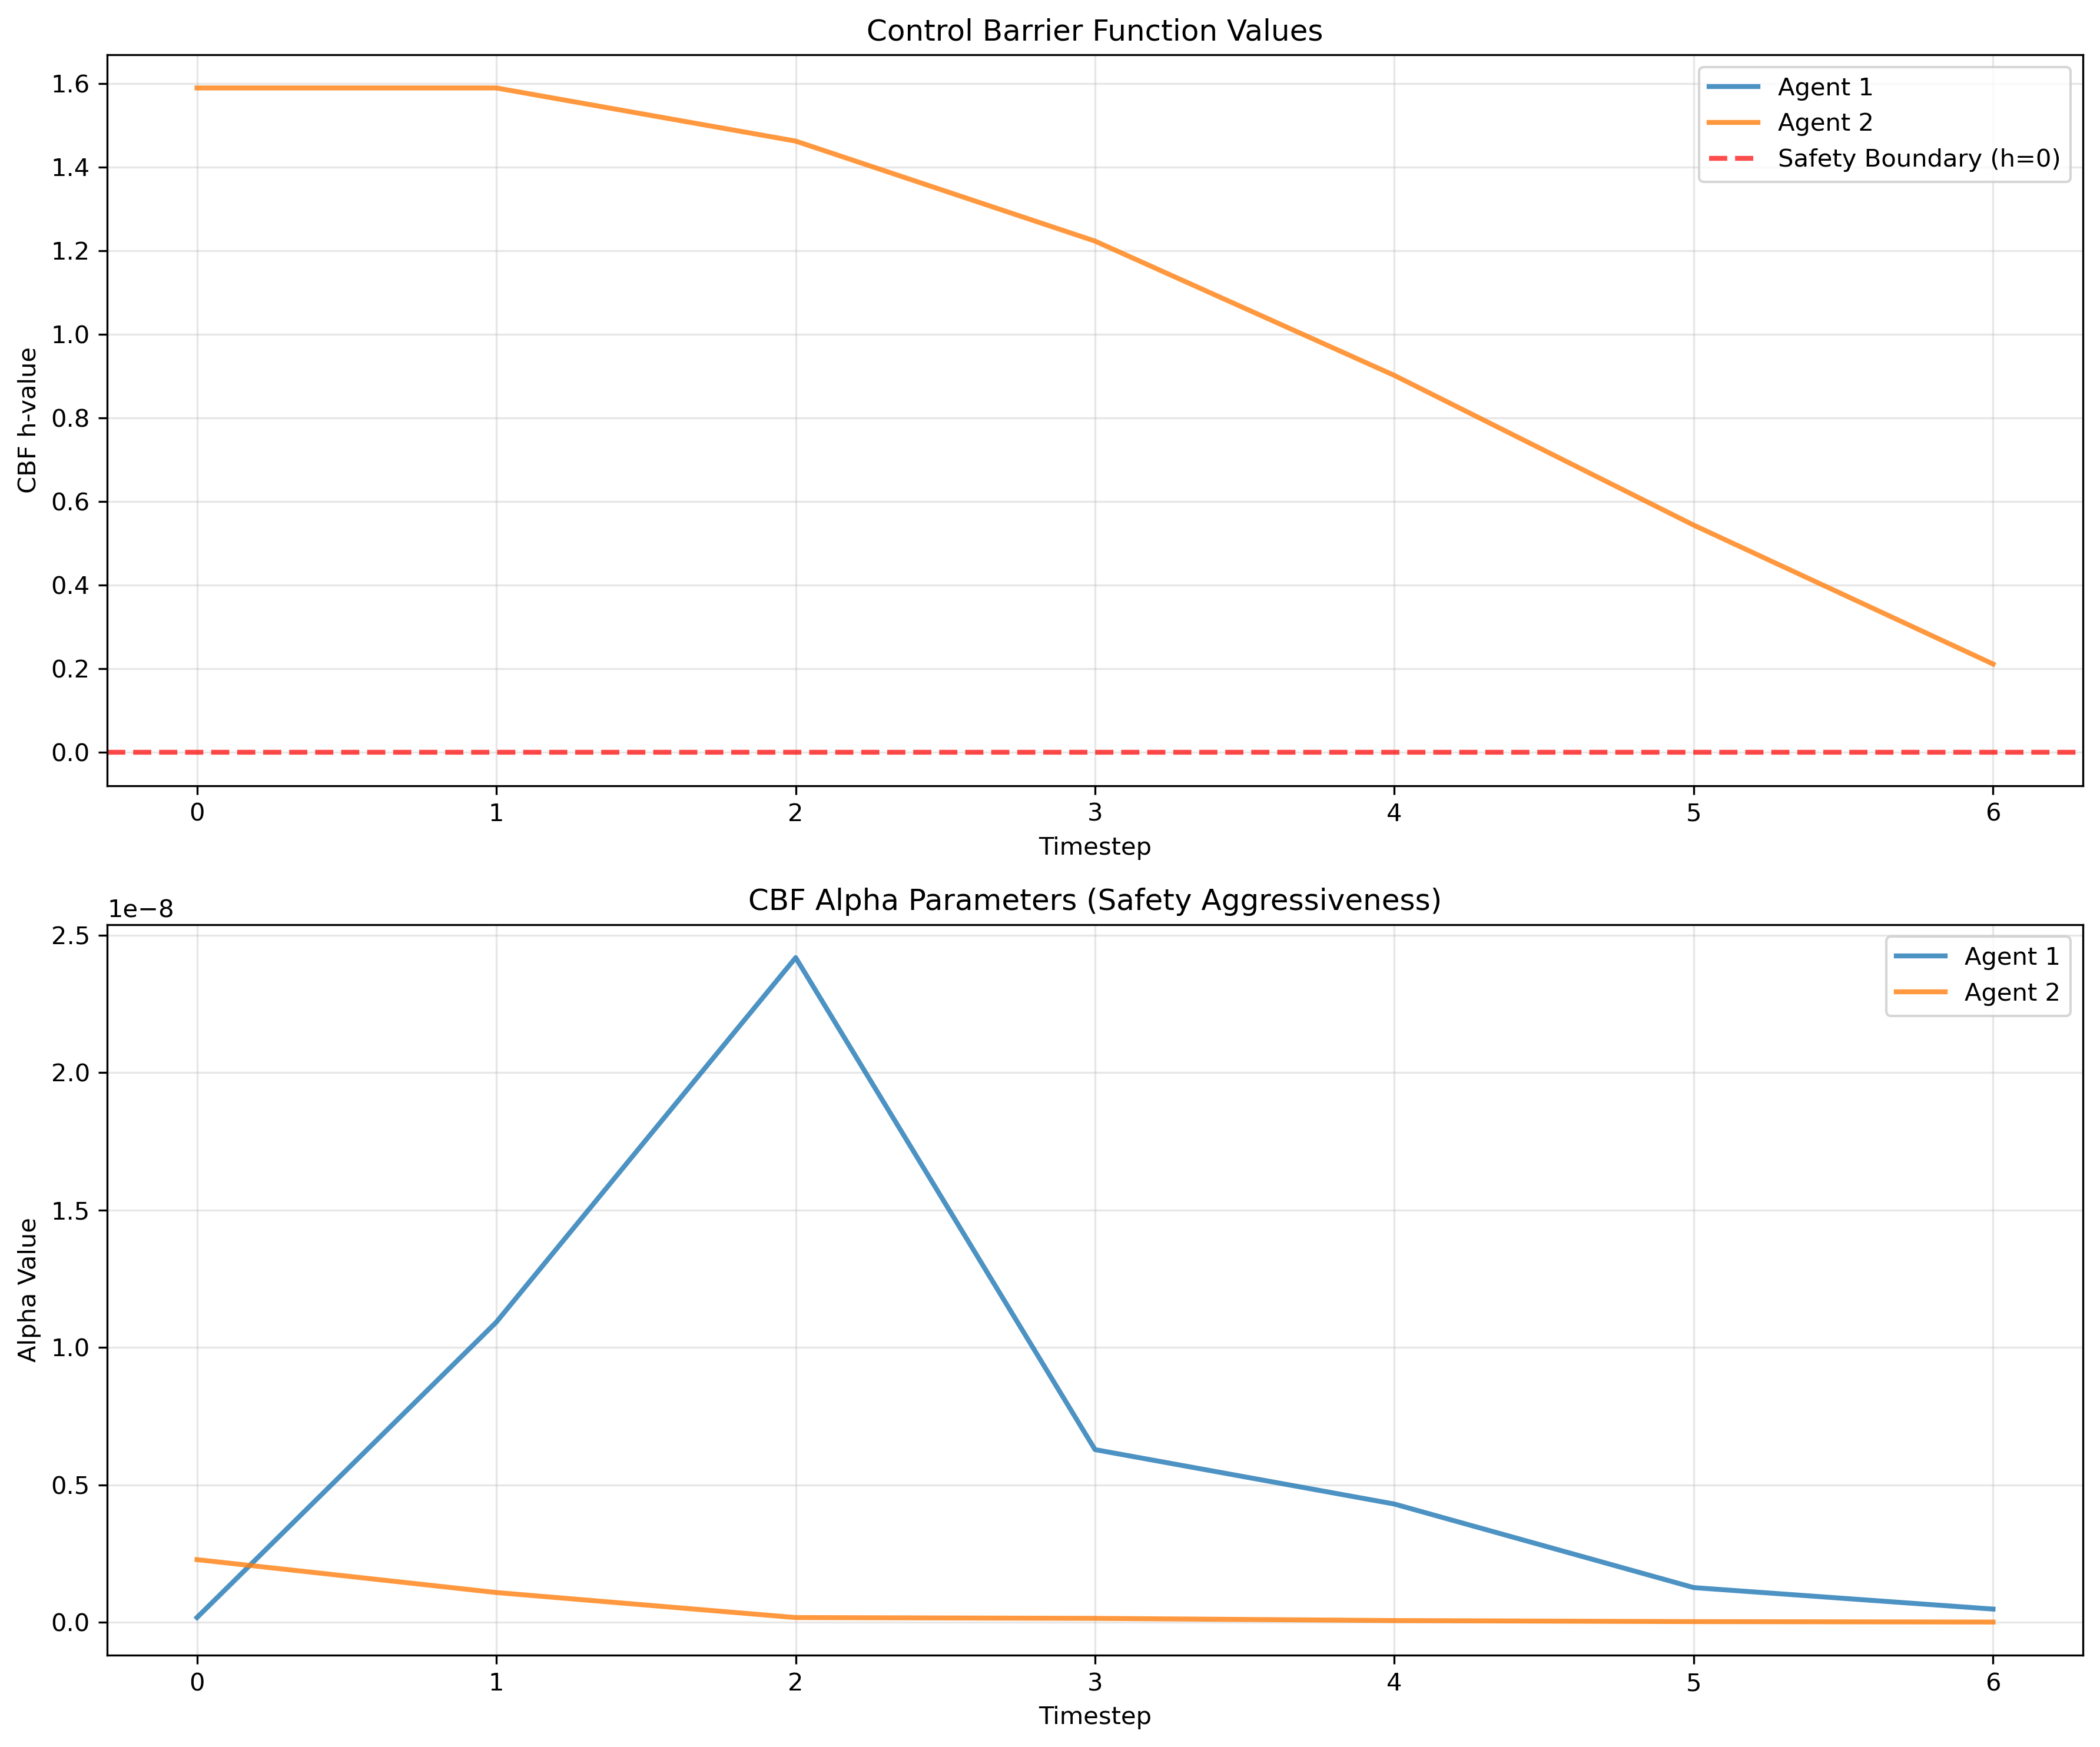 Control Barrier Function Values
Agent 1
Agent 2
Safety Boundary (h=0)
CBF h-value
1.6
1.4
1.2
1.0
0.8
0.6
0.4
0.2
0.0
0 1 2 3 4 5 6
Timestep
CBF Alpha Parameters (Safety Aggressiveness)
1e−8
Agent 1
Agent 2
Alpha Value
2.5
2.0
1.5
1.0
0.5
0.0
0 1 2 3 4 5 6
Timestep